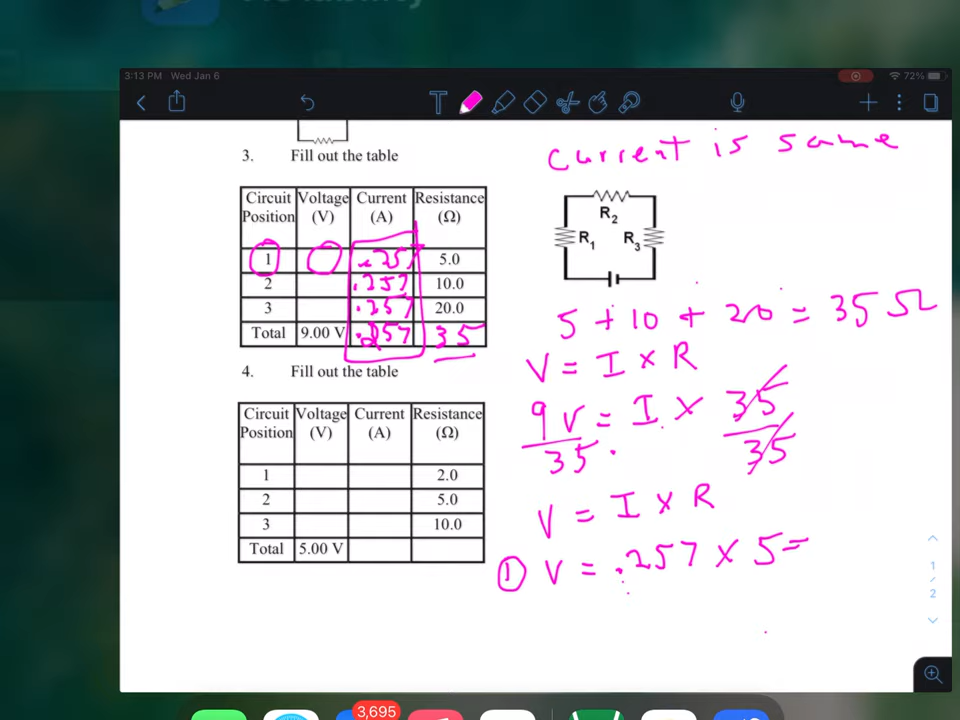 3:13 PM Wed Jan 6
72%
T
3. Fill out the table
Current is same
Circuit Position Voltage (V) Current (A) Resistance (Ω)
1 .257 5.0
2 .257 10.0
3 .257 20.0
Total 9.00 V .257 35
R2
R1 R3
5 + 10 + 20 = 35 Ω
V = I x R
9V = I x 35
35 35
V = I x R
① V = .257 x 5=
4. Fill out the table
Circuit Position Voltage (V) Current (A) Resistance (Ω)
1 2.0
2 5.0
3 10.0
Total 5.00 V
1
/
2
3,695